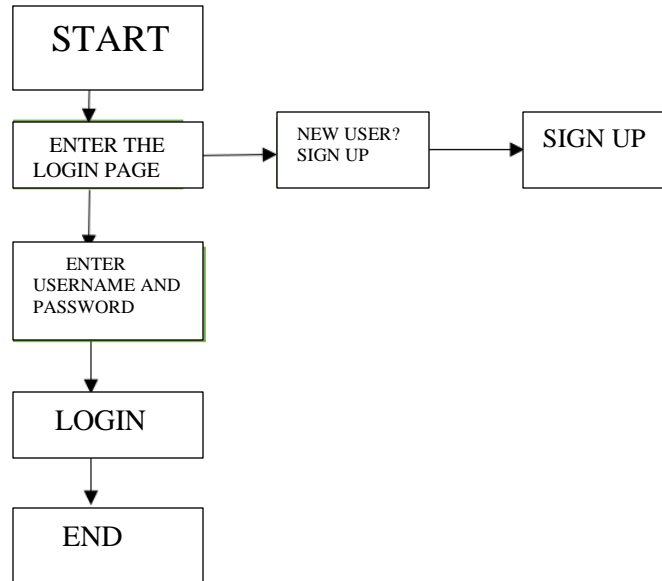 START
ENTER THE
LOGIN PAGE
NEW USER?
SIGN UP
SIGN UP
ENTER
USERNAME AND
PASSWORD
LOGIN
END